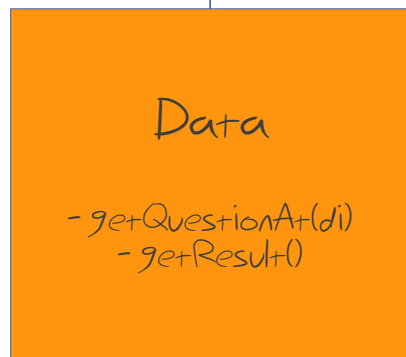 Data
- getQuestionAt(di)
- getResult()